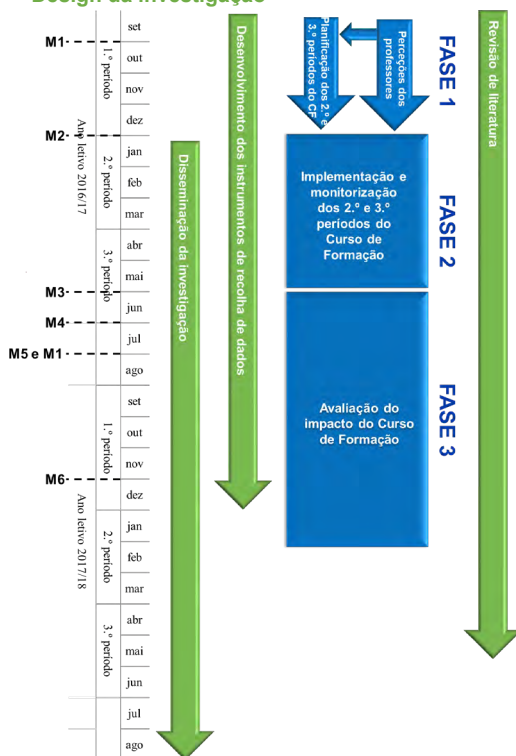 Design da investigação
M1
M2
M3
M4
M5 e M1
M6
Ano letivo 2016/17
Ano letivo 2017/18
1.º período
2.º período
3.º período
1.º período
2.º período
3.º período
set
out
nov
dez
jan
feb
mar
abr
mai
jun
jul
ago
set
out
nov
dez
jan
feb
mar
abr
mai
jun
jul
ago
Disseminação da investigação
Desenvolvimento dos instrumentos de recolha de dados
Planificação dos 2.º e
3.º períodos do CF
Perceções dos
professores
FASE 1
Implementação e
monitorização
dos 2.º e 3.º
períodos do
Curso de
Formação
FASE 2
Avaliação do
impacto do Curso
de Formação
FASE 3
Revisão de literatura